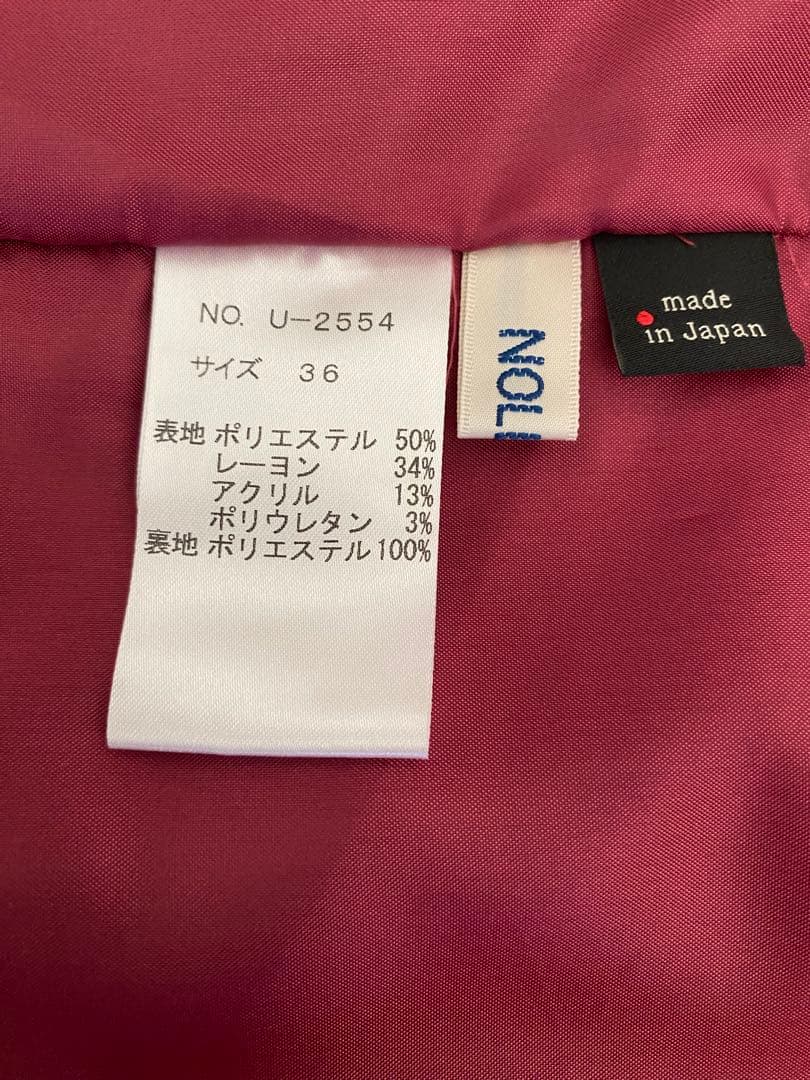 NO. U-2554
サイズ 36
表地 ポリエステル 50%
レーヨン 34%
アクリル 13%
ポリウレタン 3%
裏地 ポリエステル 100%
made
in Japan